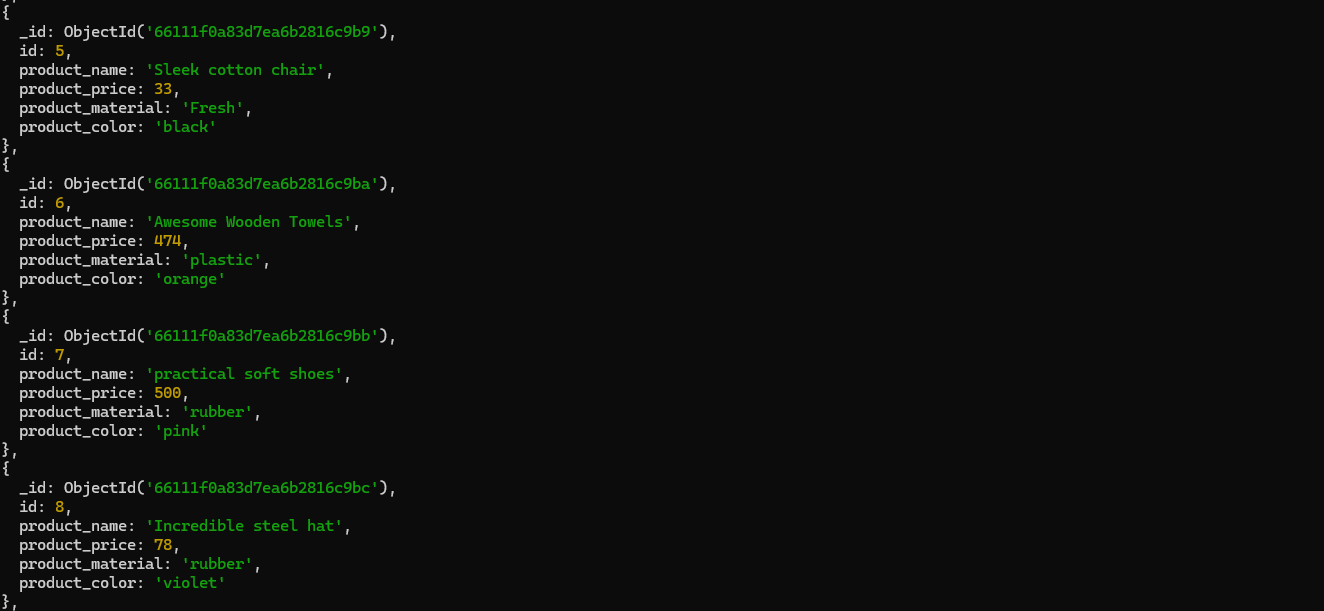 {
  _id: ObjectId('66111f0a83d7ea6b2816c9b9'),
  id: 5,
  product_name: 'Sleek cotton chair',
  product_price: 33,
  product_material: 'Fresh',
  product_color: 'black'
},
{
  _id: ObjectId('66111f0a83d7ea6b2816c9ba'),
  id: 6,
  product_name: 'Awesome Wooden Towels',
  product_price: 474,
  product_material: 'plastic',
  product_color: 'orange'
},
{
  _id: ObjectId('66111f0a83d7ea6b2816c9bb'),
  id: 7,
  product_name: 'practical soft shoes',
  product_price: 500,
  product_material: 'rubber',
  product_color: 'pink'
},
{
  _id: ObjectId('66111f0a83d7ea6b2816c9bc'),
  id: 8,
  product_name: 'Incredible steel hat',
  product_price: 78,
  product_material: 'rubber',
  product_color: 'violet'
},